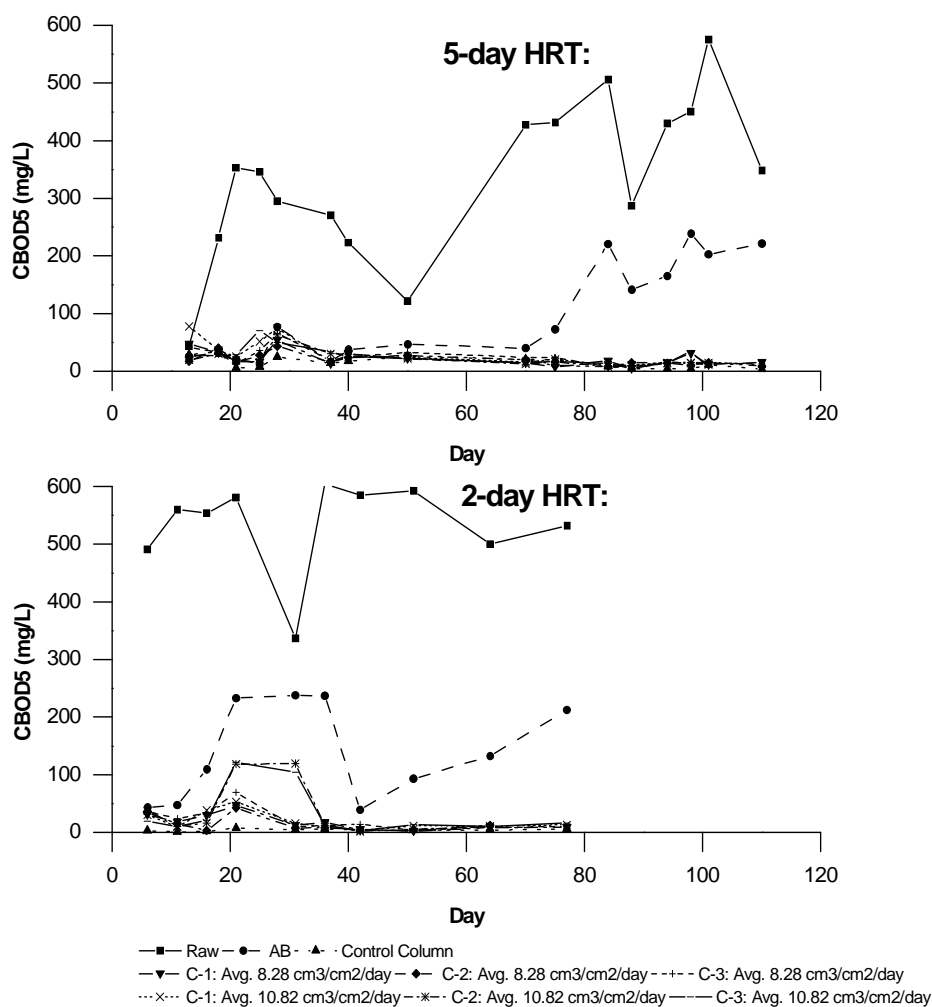 600
5-day HRT:
500
400
300
200
100
0
CBOD5 (mg/L)
0 20 40 60 80 100 120
Day
600
2-day HRT:
500
400
300
200
100
0
CBOD5 (mg/L)
0 20 40 60 80 100 120
Day
Raw AB Control Column
C-1: Avg. 8.28 cm3/cm2/day C-2: Avg. 8.28 cm3/cm2/day C-3: Avg. 8.28 cm3/cm2/day
C-1: Avg. 10.82 cm3/cm2/day C-2: Avg. 10.82 cm3/cm2/day C-3: Avg. 10.82 cm3/cm2/day